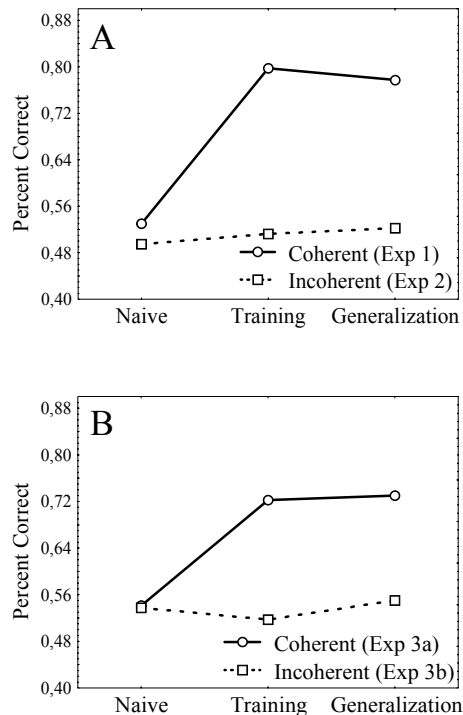 A
Percent Correct
0,88
0,80
0,72
0,64
0,56
0,48
0,40
Coherent (Exp 1)
Incoherent (Exp 2)
Naive Training Generalization
B
Percent Correct
0,88
0,80
0,72
0,64
0,56
0,48
0,40
Coherent (Exp 3a)
Incoherent (Exp 3b)
Naive Training Generalization